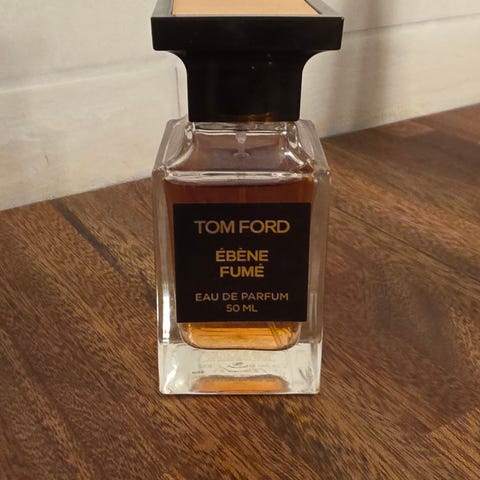 TOM FORD
ÉBÈNE
FUMÉ
EAU DE PARFUM
50 ML